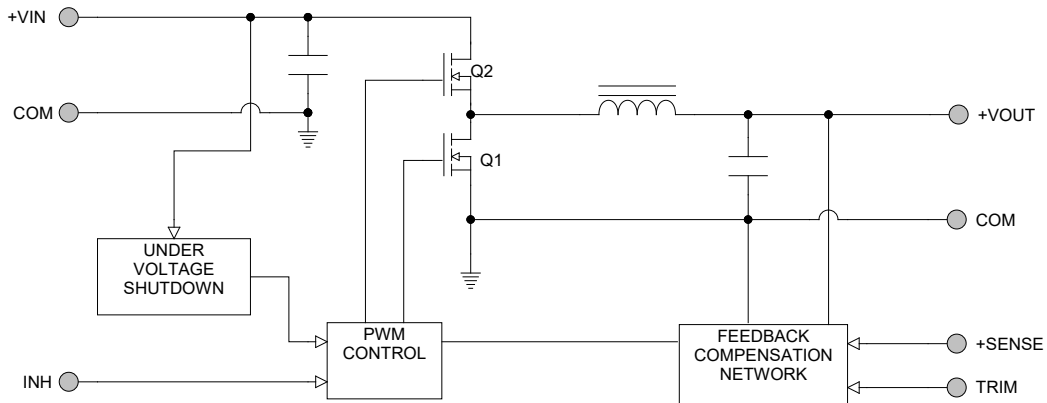 +VIN
Q2
COM
+VOUT
Q1
COM
UNDER
VOLTAGE
SHUTDOWN
PWM
CONTROL
FEEDBACK
COMPENSATION
NETWORK
+SENSE
INH
TRIM